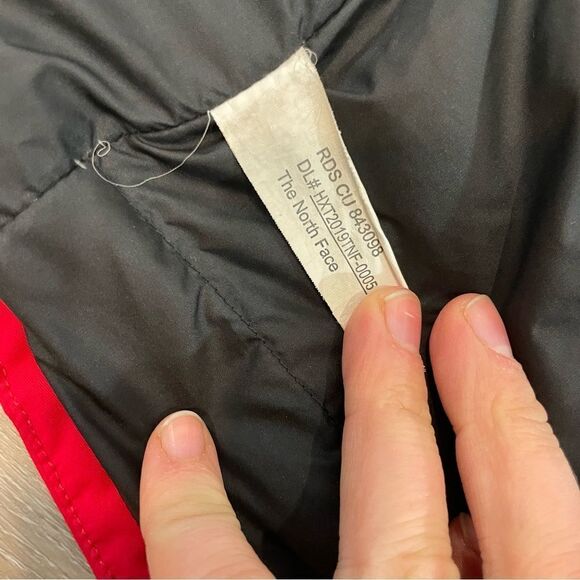 RDS CU 843098
DL# HXT2019TNF-0005
The North Face